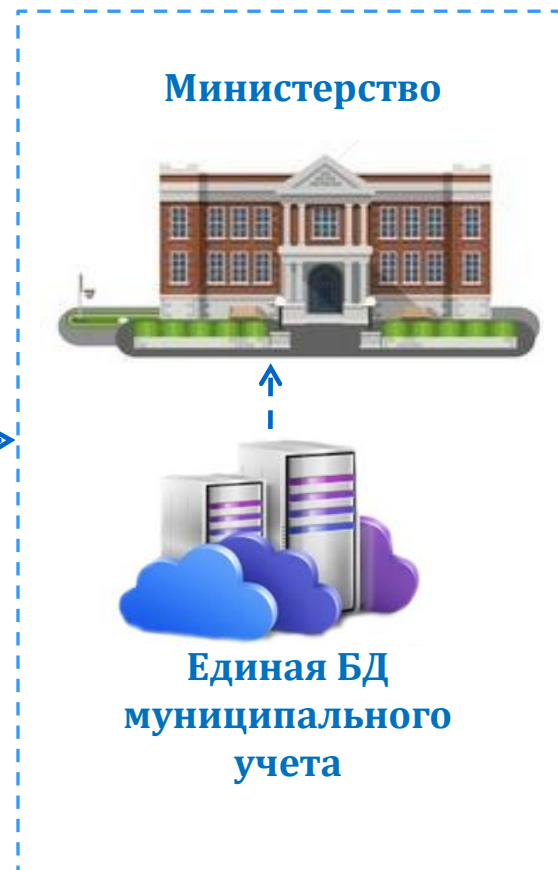 Министерство
Единая БД
муниципального
учета